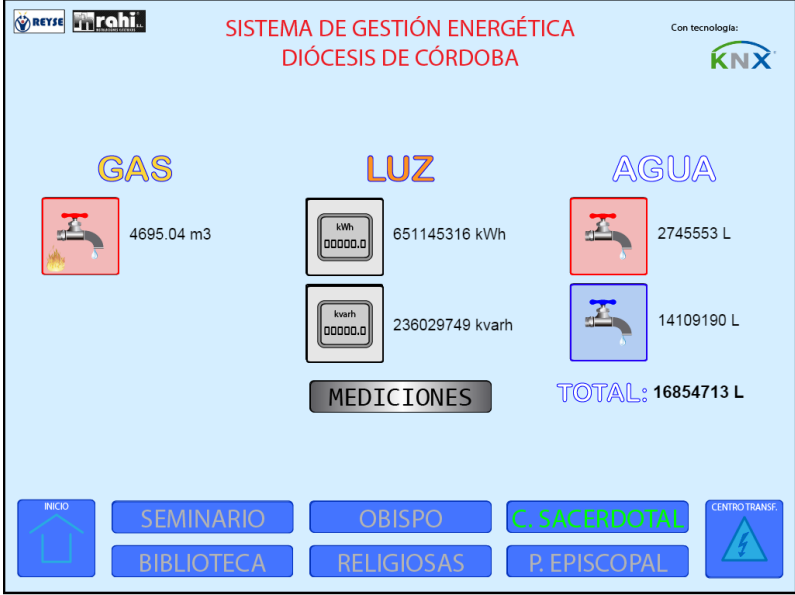 REYSE
rahi S.L.
SISTEMA DE GESTIÓN ENERGÉTICA
DIÓCESIS DE CÓRDOBA
Con tecnología:
KNX
GAS
LUZ
AGUA
4695.04 m3
kWh
00000.0
651145316 kWh
2745553 L
kvarh
00000.0
236029749 kvarh
14109190 L
MEDICIONES
TOTAL: 16854713 L
INICIO
SEMINARIO
OBISPO
C. SACERDOTAL
CENTRO TRANSF.
BIBLIOTECA
RELIGIOSAS
P. EPISCOPAL